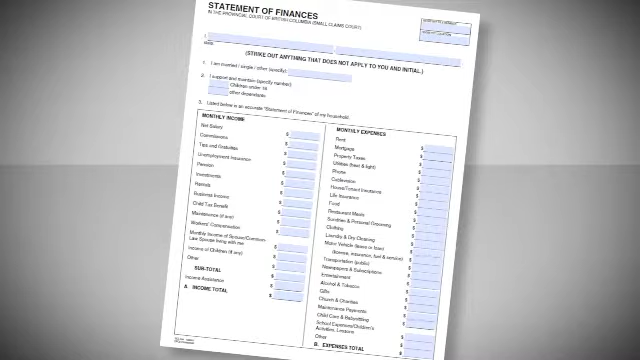 STATEMENT OF FINANCES
IN THE PROVINCIAL COURT OF BRITISH COLUMBIA (SMALL CLAIMS COURT)
I,
NAME
(STRIKE OUT ANYTHING THAT DOES NOT APPLY TO YOU AND INITIAL.)
1. I am married / single / other (specify):
2. I support and maintain (specify number)
Children under 18
other dependants
3. Listed below is an accurate "Statement of Finances" of my household:
MONTHLY INCOME
Net Salary $
Commissions $
Tips and Gratuities $
Unemployment Insurance $
Pension $
Investments $
Rentals $
Business Income $
Child Tax Benefit $
Maintenance (if any) $
Workers' Compensation $
Monthly Income of Spouse/Common-
Law Spouse living with me $
Income of Children (if any) $
Other $
SUB-TOTAL $
Income Assistance $
A. INCOME TOTAL $
MONTHLY EXPENSES
Rent $
Mortgage $
Property Taxes $
Utilities (heat & light) $
Phone $
Cablevision $
House/Tenant Insurance $
Life Insurance $
Food $
Restaurant Meals $
Sundries & Personal Grooming $
Clothing $
Laundry & Dry Cleaning $
Motor Vehicle (lease or loan) $
(licence, insurance, fuel & service) $
Transportation (public) $
Newspapers & Subscriptions $
Entertainment $
Alcohol & Tobacco $
Gifts $
Church & Charities $
Maintenance Payments $
Child Care & Babysitting $
School Expenses/Children's
Activities, Lessons $
Other $
B. EXPENSES TOTAL $